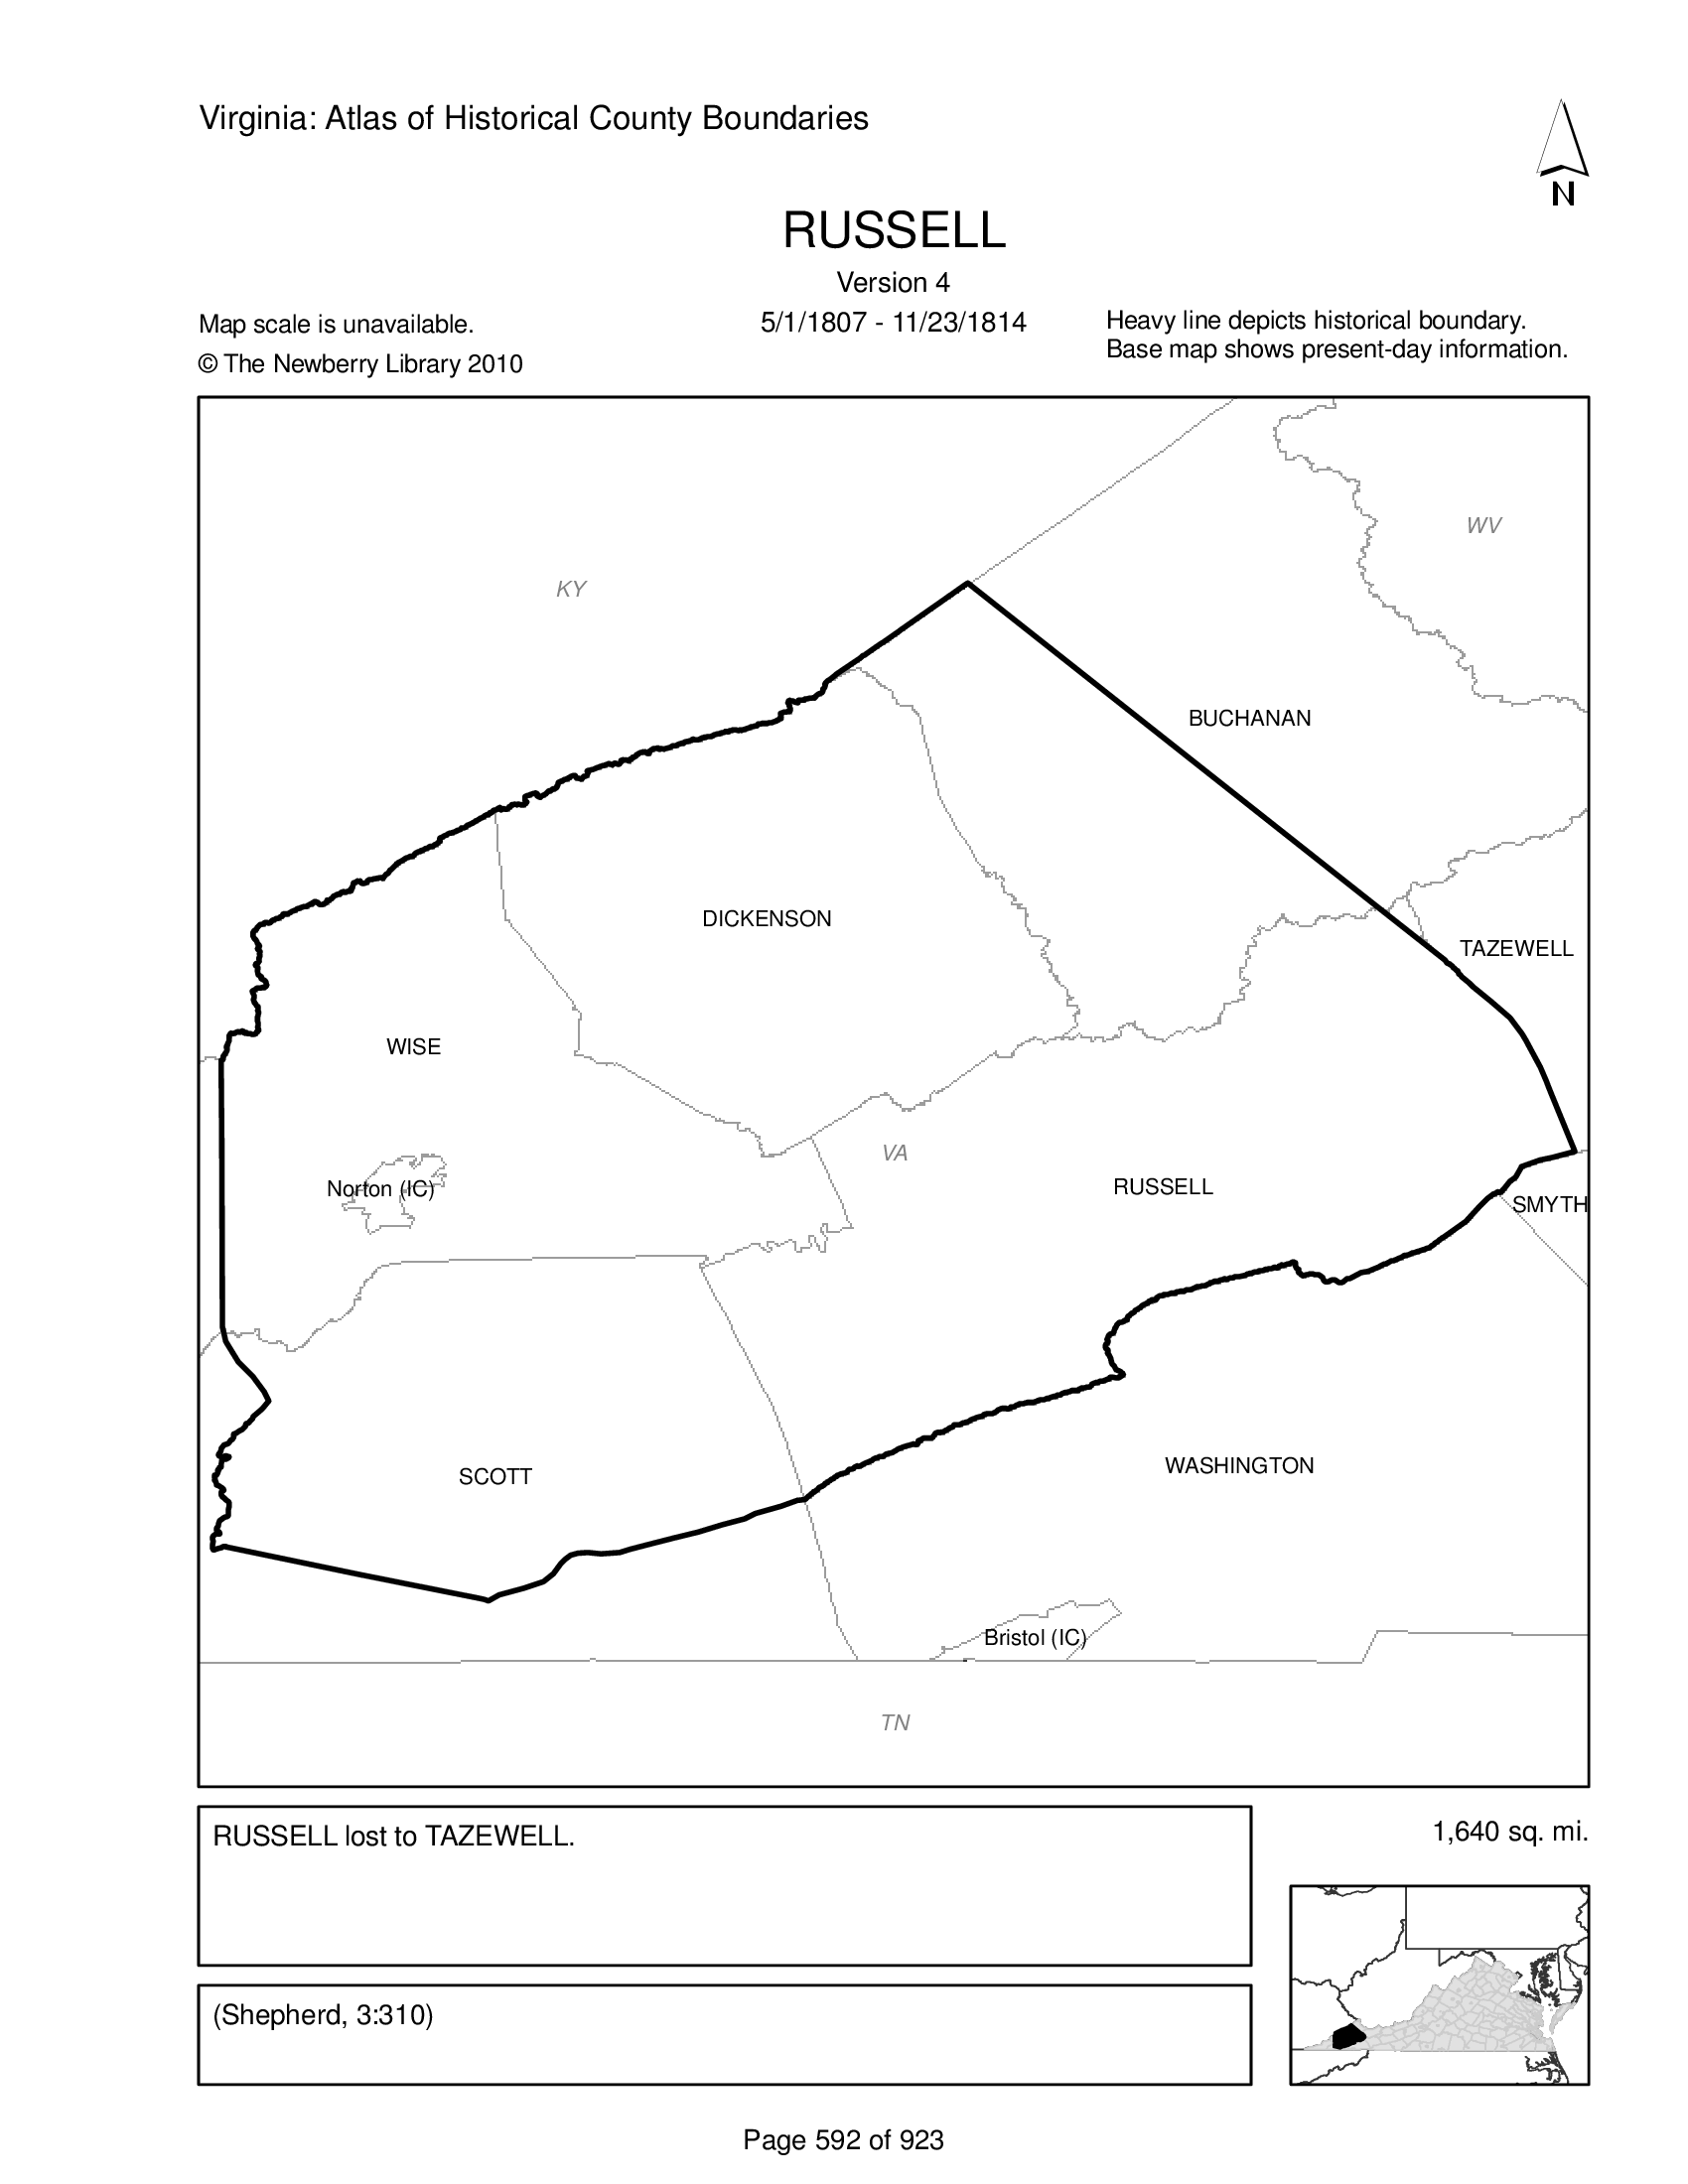 Virginia: Atlas of Historical County Boundaries
N
RUSSELL
Version 4
5/1/1807 - 11/23/1814
Map scale is unavailable.
© The Newberry Library 2010
Heavy line depicts historical boundary.
Base map shows present-day information.
WV
KY
BUCHANAN
DICKENSON
TAZEWELL
WISE
VA
RUSSELL
Norton (IC)
SMYTH
WASHINGTON
SCOTT
Bristol (IC)
TN
RUSSELL lost to TAZEWELL.
1,640 sq. mi.
(Shepherd, 3:310)
Page 592 of 923